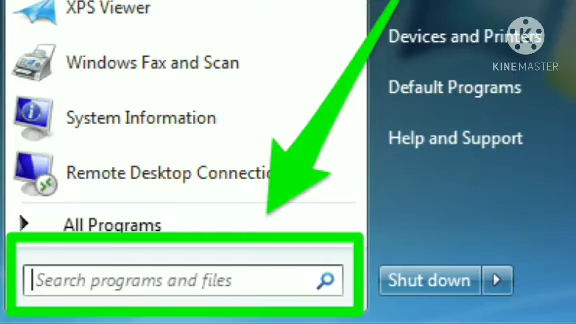 XPS Viewer
Windows Fax and Scan
System Information
Remote Desktop Connectio
All Programs
Search programs and files
Devices and Printers
Default Programs
Help and Support
Shut down
KINEMASTER